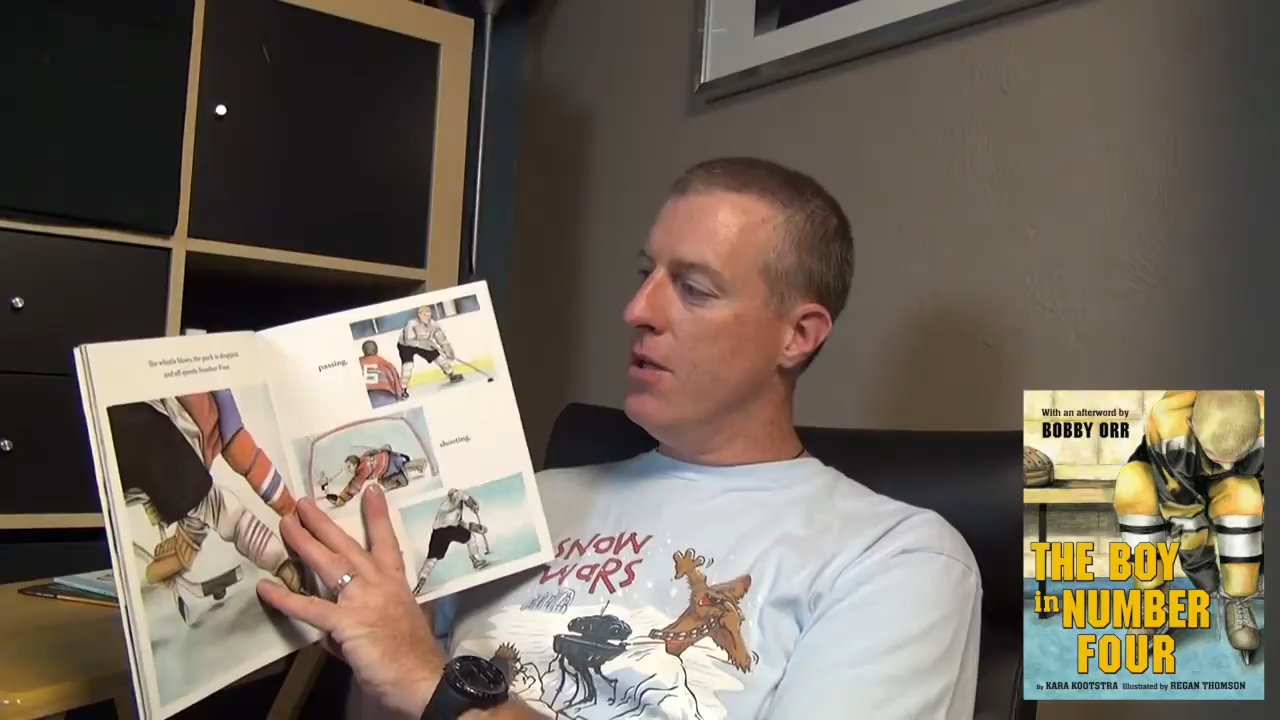 The whistle blows, the puck is dropped,
and off speeds Number Four.
passing,
5
shooting,
SNOW
WARS
With an afterword by
BOBBY ORR
THE BOY
in NUMBER
FOUR
by KARA KOOTSTRA illustrated by REGAN THOMSON